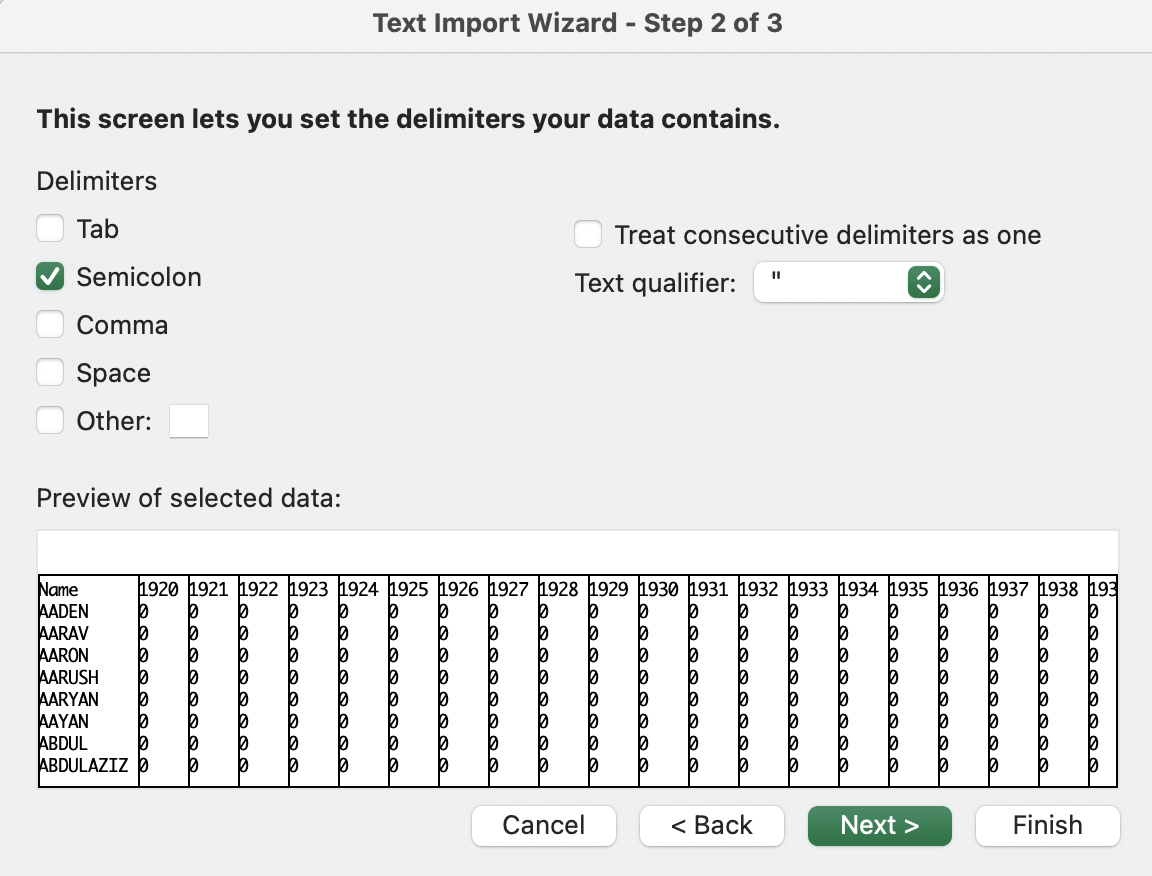 Text Import Wizard - Step 2 of 3
This screen lets you set the delimiters your data contains.
Delimiters
Tab
Semicolon
Comma
Space
Other:
Treat consecutive delimiters as one
Text qualifier: "
Preview of selected data:
Name 1920 1921 1922 1923 1924 1925 1926 1927 1928 1929 1930 1931 1932 1933 1934 1935 1936 1937 1938 193
AADEN 0 0 0 0 0 0 0 0 0 0 0 0 0 0 0 0 0 0 0 0
AARAV 0 0 0 0 0 0 0 0 0 0 0 0 0 0 0 0 0 0 0 0
AARON 0 0 0 0 0 0 0 0 0 0 0 0 0 0 0 0 0 0 0 0
AARUSH 0 0 0 0 0 0 0 0 0 0 0 0 0 0 0 0 0 0 0 0
AARYAN 0 0 0 0 0 0 0 0 0 0 0 0 0 0 0 0 0 0 0 0
AAYAN 0 0 0 0 0 0 0 0 0 0 0 0 0 0 0 0 0 0 0 0
ABDUL 0 0 0 0 0 0 0 0 0 0 0 0 0 0 0 0 0 0 0 0
ABDULAZIZ 0 0 0 0 0 0 0 0 0 0 0 0 0 0 0 0 0 0 0 0
Cancel < Back Next > Finish